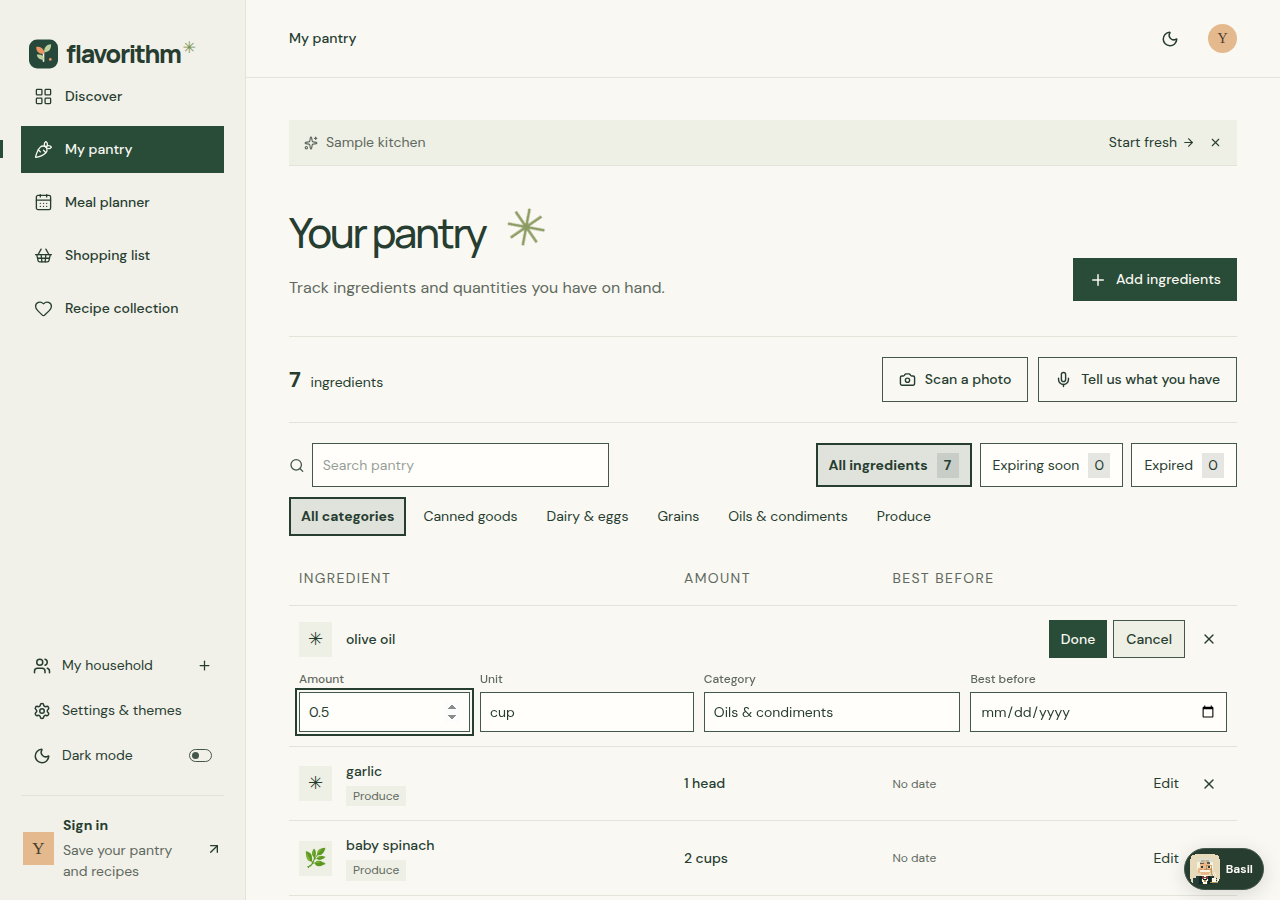 flavorithm
Discover
My pantry
Meal planner
Shopping list
Recipe collection
My household
Settings & themes
Dark mode
Y
Sign in
Save your pantry
and recipes
My pantry
Y
Sample kitchen
Start fresh
Your pantry
Track ingredients and quantities you have on hand.
Add ingredients
7 ingredients
Scan a photo
Tell us what you have
Search pantry
All ingredients 7
Expiring soon 0
Expired 0
All categories
Canned goods
Dairy & eggs
Grains
Oils & condiments
Produce
INGREDIENT
AMOUNT
BEST BEFORE
olive oil
Done
Cancel
Amount
Unit
Category
Best before
0.5
cup
Oils & condiments
mm/dd/yyyy
garlic
Produce
1 head
No date
Edit
baby spinach
Produce
2 cups
No date
Edit
Basil